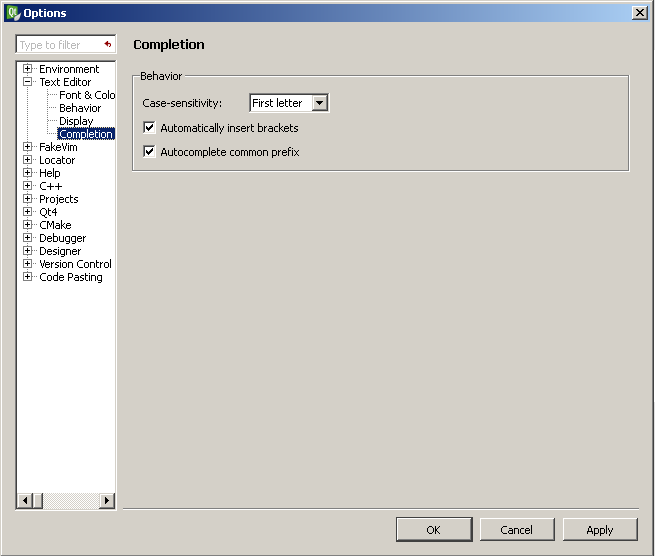 Options
Type to filter
Completion
Environment
Text Editor
Font & Colo
Behavior
Display
Completion
FakeVim
Locator
Help
C++
Projects
Qt4
CMake
Debugger
Designer
Version Control
Code Pasting
Behavior
Case-sensitivity: First letter
Automatically insert brackets
Autocomplete common prefix
OK Cancel Apply